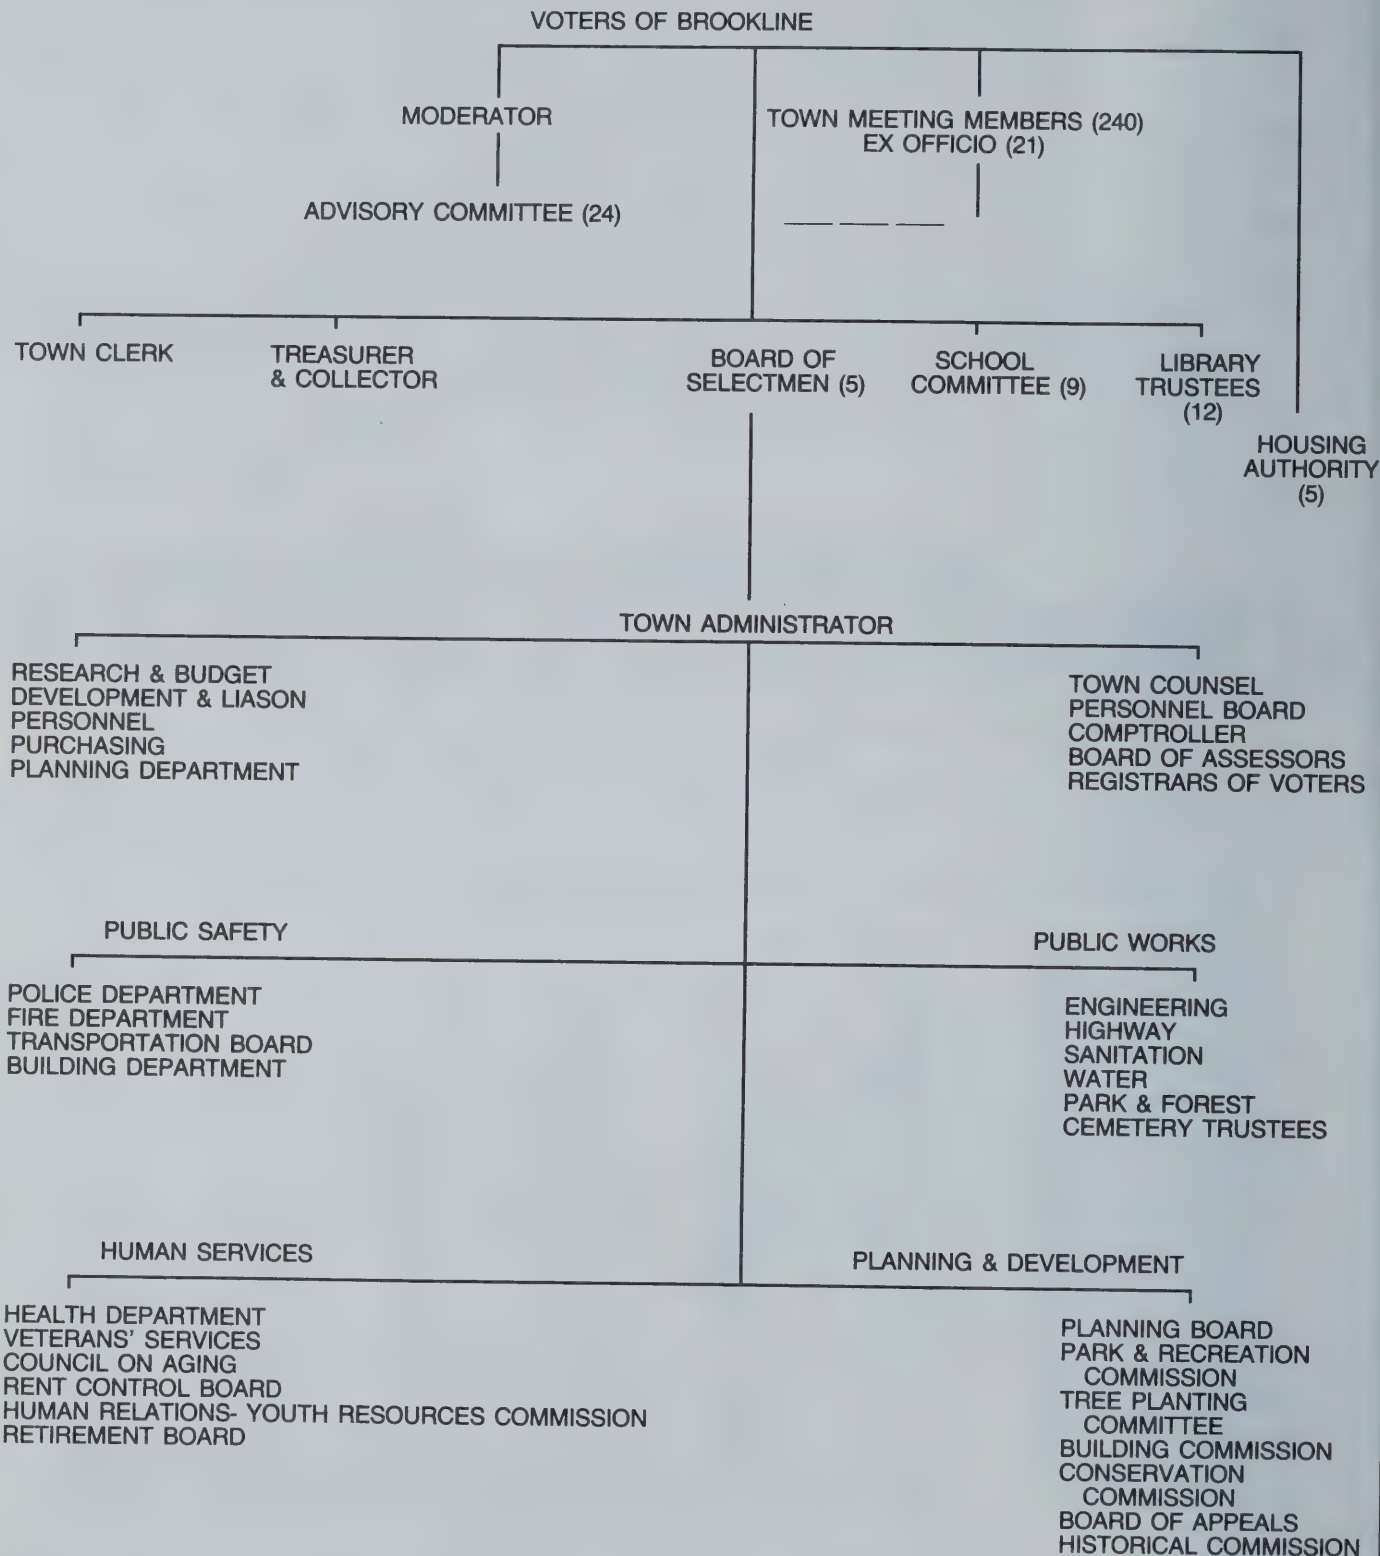 VOTERS OF BROOKLINE
MODERATOR
TOWN MEETING MEMBERS (240)
EX OFFICIO (21)
ADVISORY COMMITTEE (24)
TOWN CLERK
TREASURER
& COLLECTOR
BOARD OF
SELECTMEN (5)
SCHOOL
COMMITTEE (9)
LIBRARY
TRUSTEES
(12)
HOUSING
AUTHORITY
(5)
TOWN ADMINISTRATOR
RESEARCH & BUDGET
DEVELOPMENT & LIASON
PERSONNEL
PURCHASING
PLANNING DEPARTMENT
TOWN COUNSEL
PERSONNEL BOARD
COMPTROLLER
BOARD OF ASSESSORS
REGISTRARS OF VOTERS
PUBLIC SAFETY
POLICE DEPARTMENT
FIRE DEPARTMENT
TRANSPORTATION BOARD
BUILDING DEPARTMENT
PUBLIC WORKS
ENGINEERING
HIGHWAY
SANITATION
WATER
PARK & FOREST
CEMETERY TRUSTEES
HUMAN SERVICES
HEALTH DEPARTMENT
VETERANS' SERVICES
COUNCIL ON AGING
RENT CONTROL BOARD
HUMAN RELATIONS- YOUTH RESOURCES COMMISSION
RETIREMENT BOARD
PLANNING & DEVELOPMENT
PLANNING BOARD
PARK & RECREATION
COMMISSION
TREE PLANTING
COMMITTEE
BUILDING COMMISSION
CONSERVATION
COMMISSION
BOARD OF APPEALS
HISTORICAL COMMISSION